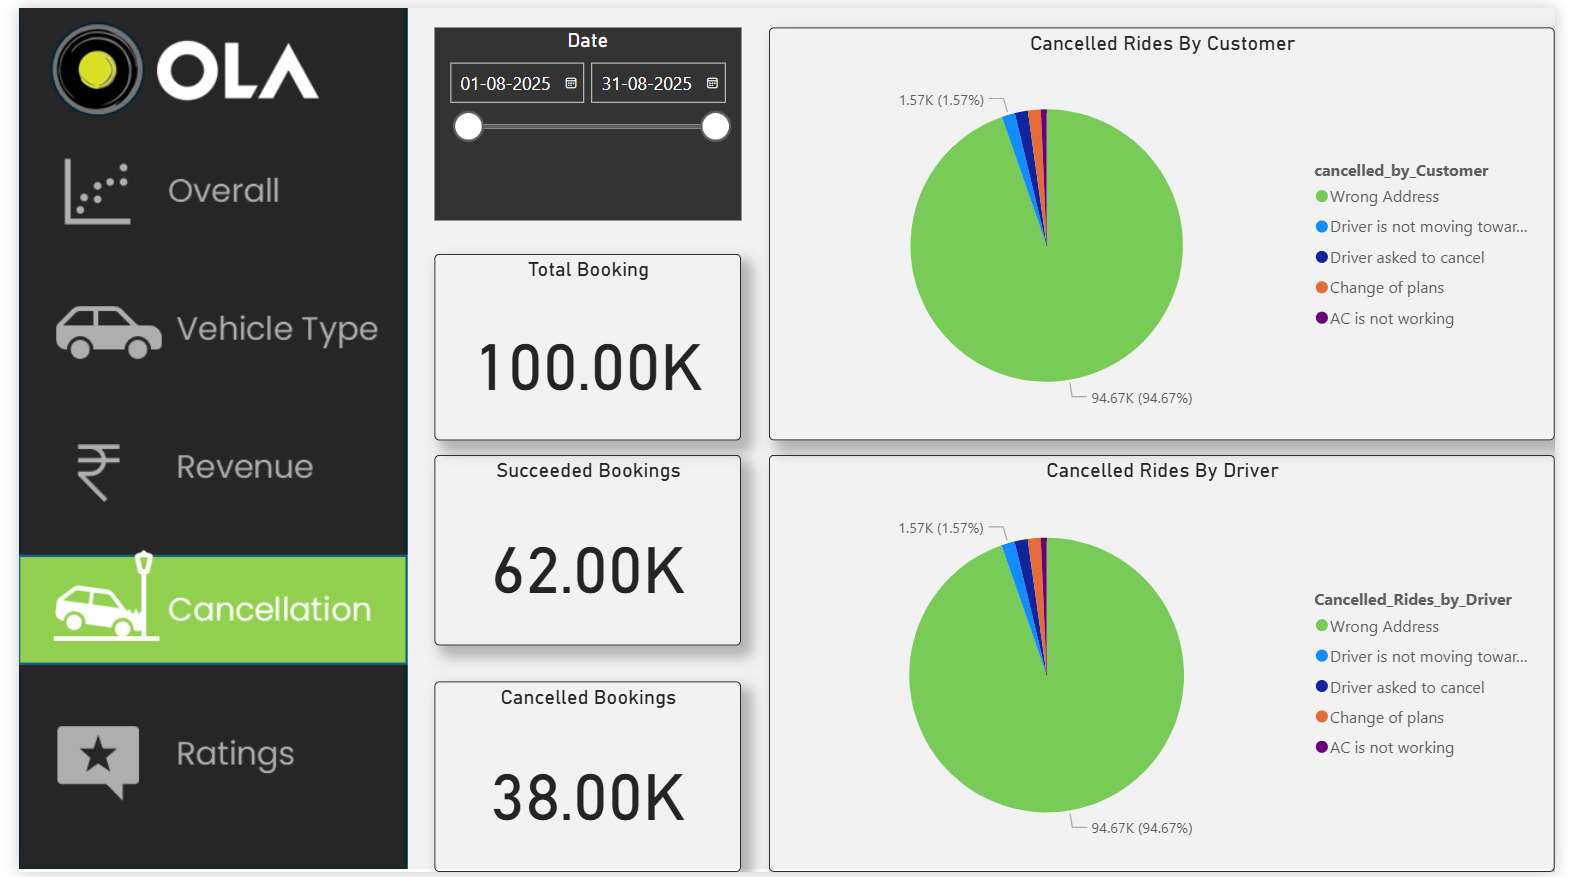 OLA
Overall
Vehicle Type
Revenue
Cancellation
Ratings
Date
01-08-2025 31-08-2025
Total Booking
100.00K
Succeeded Bookings
62.00K
Cancelled Bookings
38.00K
Cancelled Rides By Customer
1.57K (1.57%)
94.67K (94.67%)
cancelled_by_Customer
Wrong Address
Driver is not moving towar...
Driver asked to cancel
Change of plans
AC is not working
Cancelled Rides By Driver
1.57K (1.57%)
94.67K (94.67%)
Cancelled_Rides_by_Driver
Wrong Address
Driver is not moving towar...
Driver asked to cancel
Change of plans
AC is not working